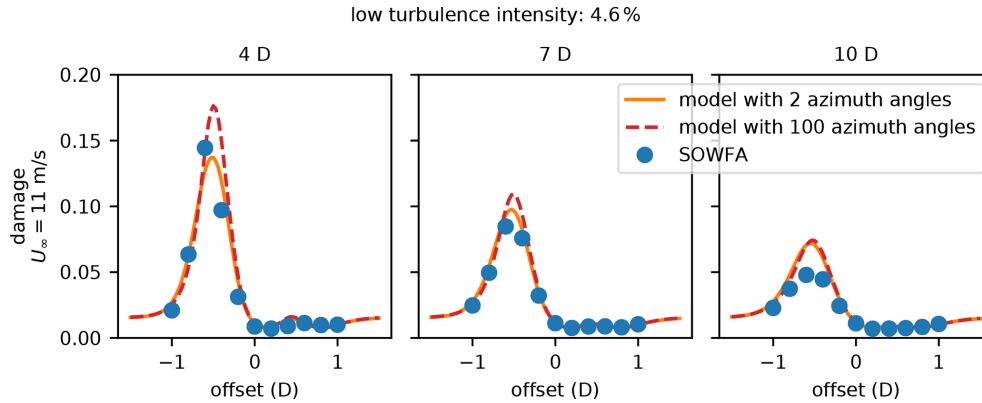 low turbulence intensity: 4.6 %
4 D
7 D
10 D
0.20
0.15
0.10
0.05
0.00
damage
U∞ = 11 m/s
model with 2 azimuth angles
model with 100 azimuth angles
SOWFA
−1
0
1
−1
0
1
−1
0
1
offset (D)
offset (D)
offset (D)